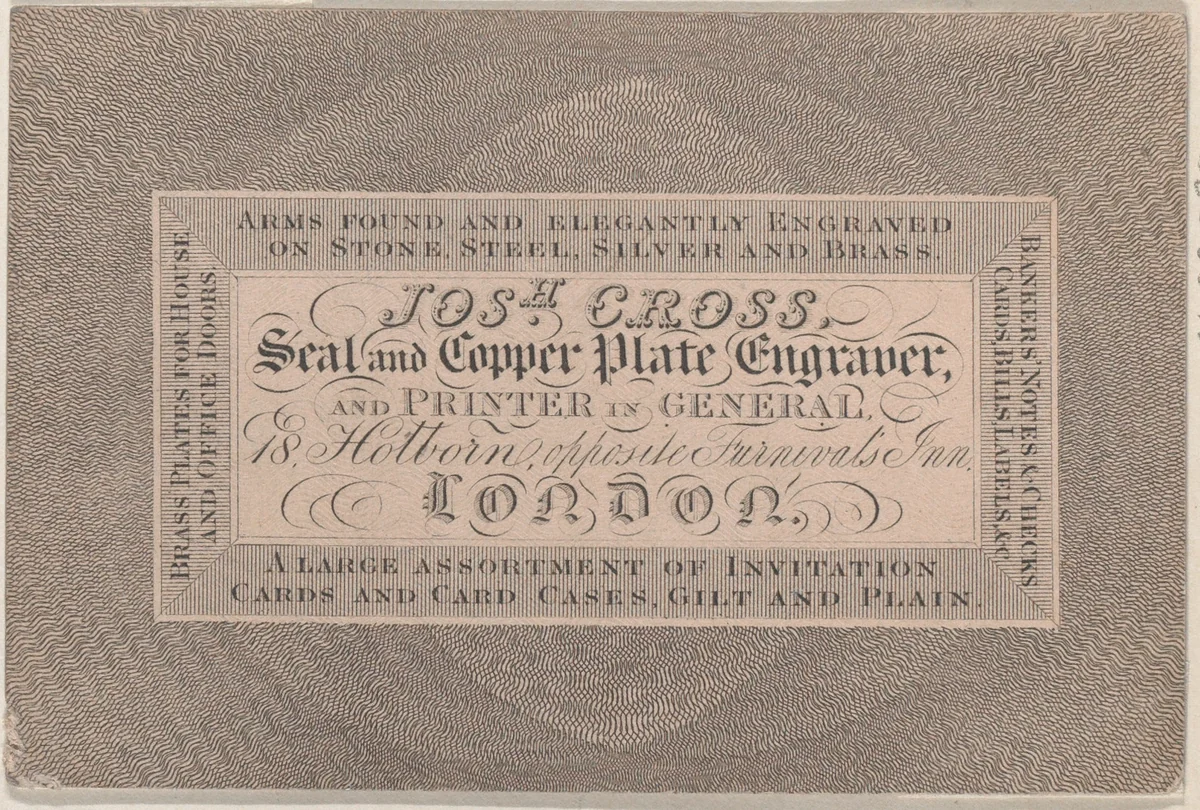 ARMS FOUND AND ELEGANTLY ENGRAVED
ON STONE, STEEL, SILVER AND BRASS.
BRASS PLATES FOR HOUSE
AND OFFICE DOORS
JOS.H CROSS,
Seal and Copper Plate Engraver,
AND PRINTER IN GENERAL,
18, Holborn, opposite Furnival's Inn,
LONDON.
BANKERS' NOTES & CHECKS
CARDS, BILLS LABELS, &c
A LARGE ASSORTMENT OF INVITATION
CARDS AND CARD CASES, GILT AND PLAIN.